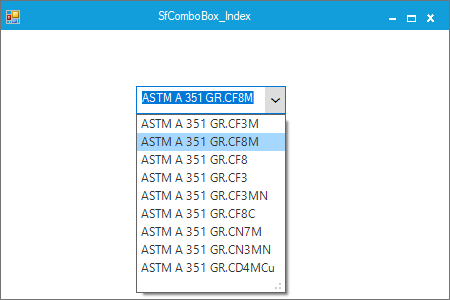 SfComboBox_Index
ASTM A 351 GR.CF8M
ASTM A 351 GR.CF3M
ASTM A 351 GR.CF8M
ASTM A 351 GR.CF8
ASTM A 351 GR.CF3
ASTM A 351 GR.CF3MN
ASTM A 351 GR.CF8C
ASTM A 351 GR.CN7M
ASTM A 351 GR.CN3MN
ASTM A 351 GR.CD4MCu